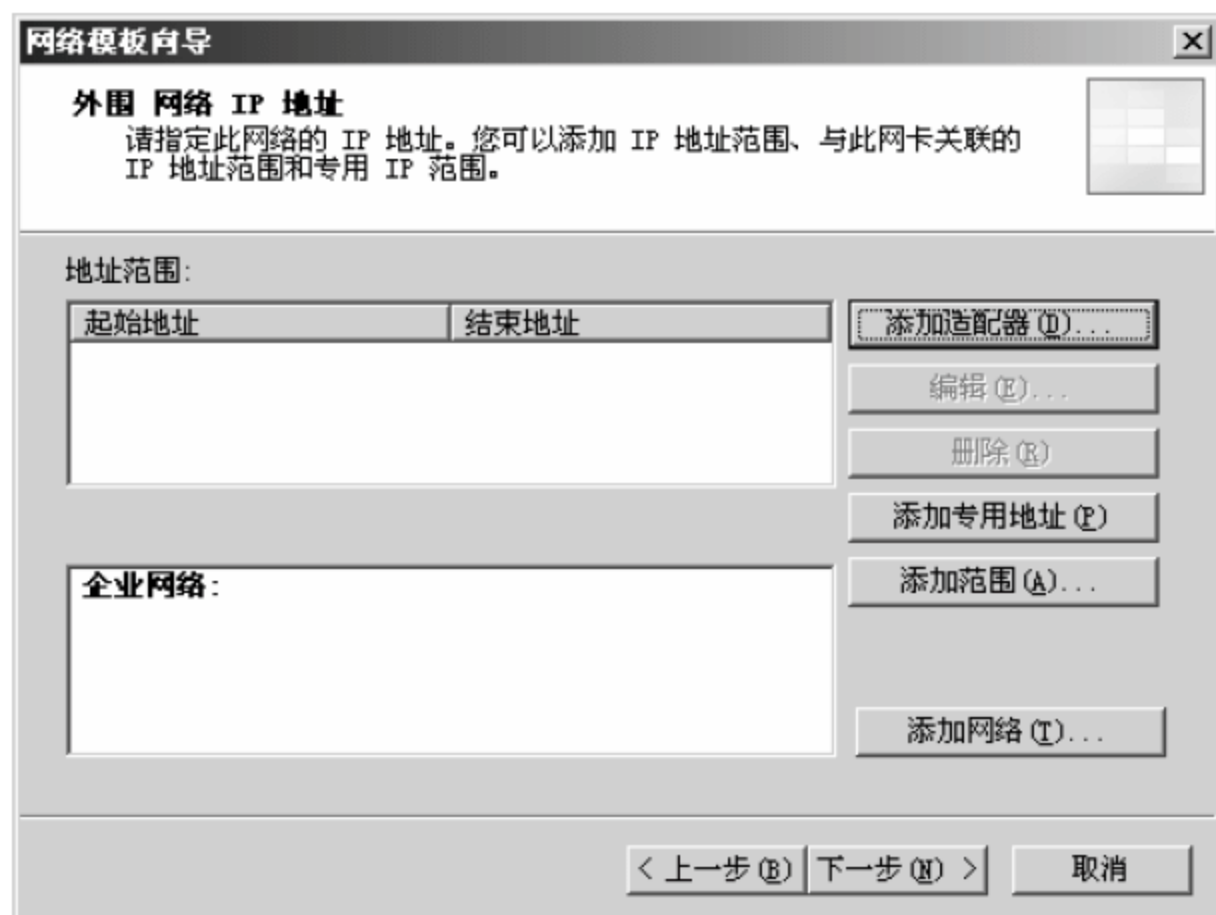 网络模板向导
外围 网络 IP 地址
请指定此网络的 IP 地址。您可以添加 IP 地址范围、与此网卡关联的
IP 地址范围和专用 IP 范围。
地址范围:
起始地址 结束地址
添加适配器(D)...
编辑(E)...
删除(R)
添加专用地址(P)
添加范围(A)...
企业网络:
添加网络(T)...
< 上一步(B) 下一步(N) > 取消